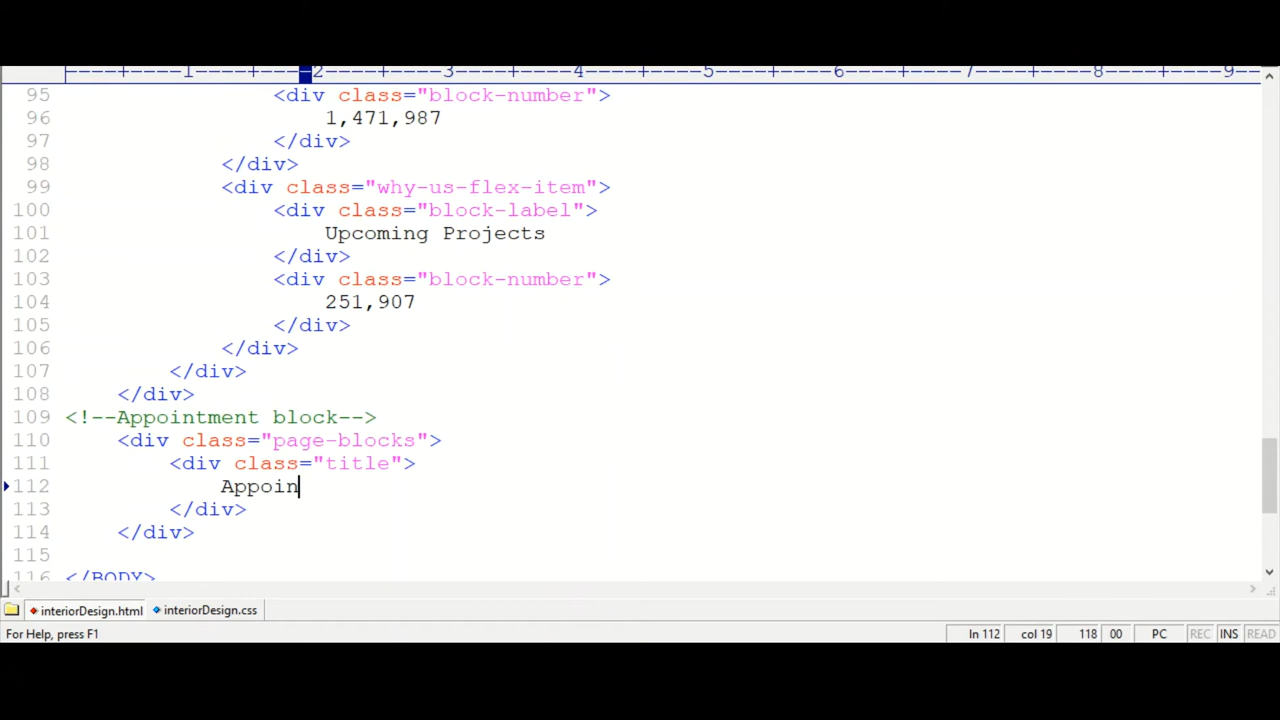 ----+----1----+----2----+----3----+----4----+----5----+----6----+----7----+----8----+----9---
95 <div class="block-number">
96 1,471,987
97 </div>
98 </div>
99 <div class="why-us-flex-item">
100 <div class="block-label">
101 Upcoming Projects
102 </div>
103 <div class="block-number">
104 251,907
105 </div>
106 </div>
107 </div>
108 </div>
109 <!--Appointment block-->
110 <div class="page-blocks">
111 <div class="title">
112 Appoin
113 </div>
114 </div>
115
116 </BODY>
interiorDesign.html interiorDesign.css
For Help, press F1 ln 112 col 19 118 00 PC REC INS READ